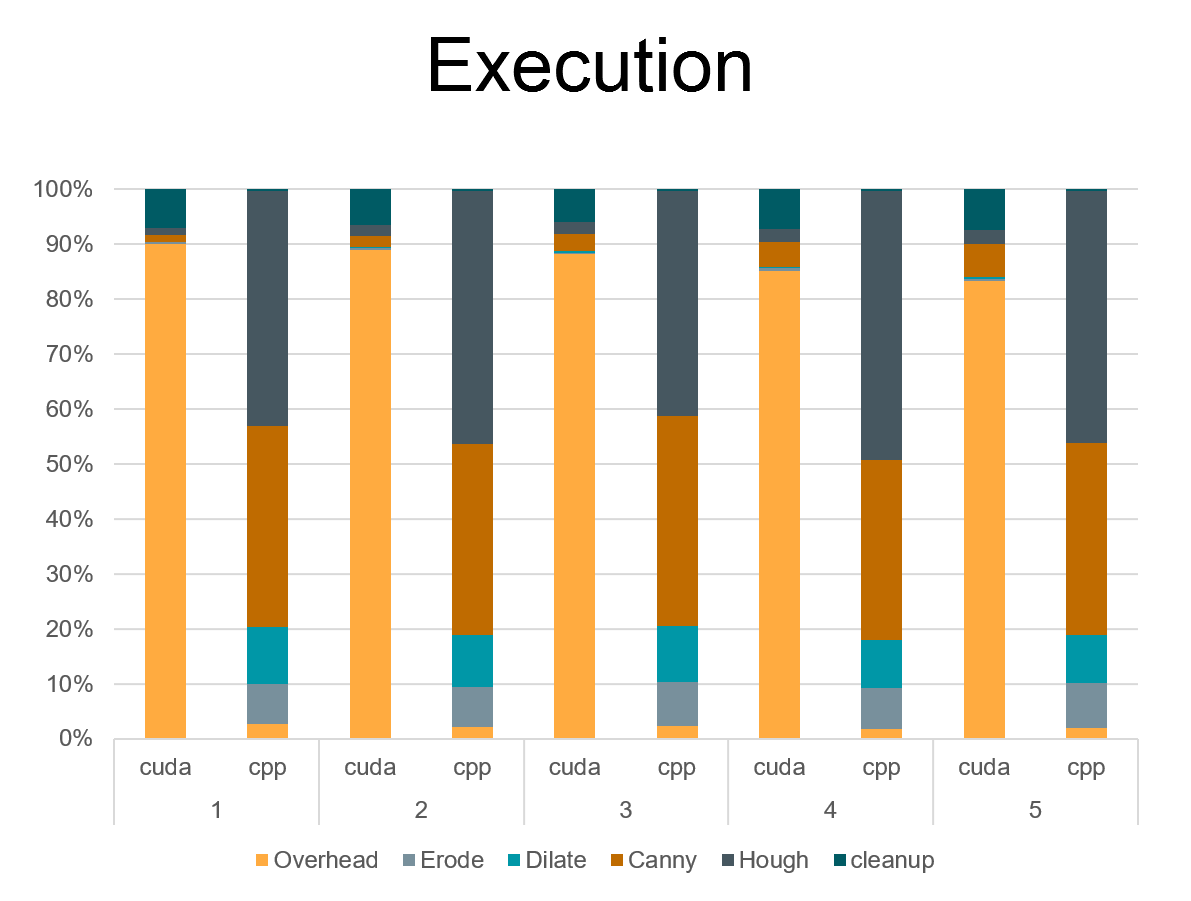 Execution
100%
90%
80%
70%
60%
50%
40%
30%
20%
10%
0%
cuda cpp cuda cpp cuda cpp cuda cpp cuda cpp
1 2 3 4 5
Overhead Erode Dilate Canny Hough cleanup